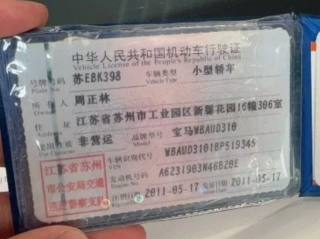 中华人民共和国机动车行驶证
Vehicle License of the People's Republic of China
号牌号码 苏EBK398 车辆类型 小型轿车
Vehicle Type
所有人 周正林
住址 江苏省苏州市工业园区新馨花园16幢306室
使用性质 非营运 品牌型号 宝马WBAUD310
江苏省苏州 车辆识别代号 WBAUD3101BP519345
VIN
市公安局交通 发动机号码 A6231903N46B20E
Engine No.
巡逻警察支队 注册日期 2011-05-17 发证日期 2011-05-17